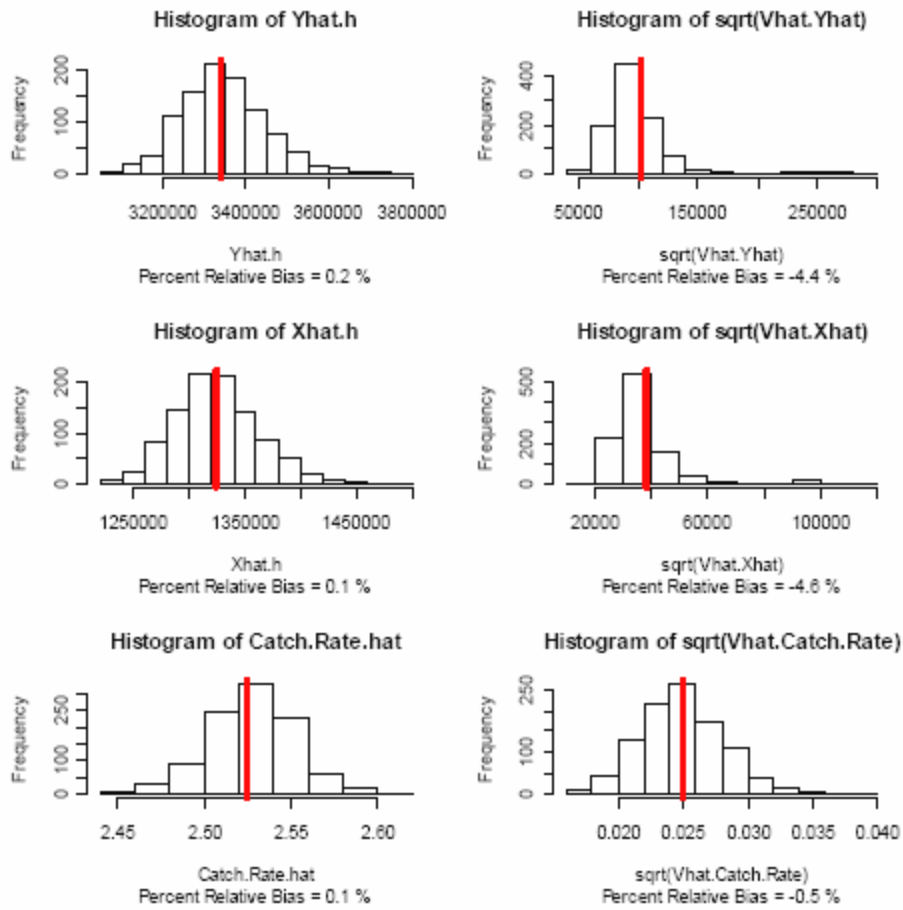 Histogram of Yhat.h
Frequency
0 100 200
3200000 3400000 3600000 3800000
Yhat.h
Percent Relative Bias = 0.2 %
Histogram of sqrt(Vhat.Yhat)
Frequency
0 200 400
50000 150000 250000
sqrt(Vhat.Yhat)
Percent Relative Bias = -4.4 %
Histogram of Xhat.h
Frequency
0 100 200
1250000 1350000 1450000
Xhat.h
Percent Relative Bias = 0.1 %
Histogram of sqrt(Vhat.Xhat)
Frequency
0 200 500
20000 60000 100000
sqrt(Vhat.Xhat)
Percent Relative Bias = -4.6 %
Histogram of Catch.Rate.hat
Frequency
0 100 250
2.45 2.50 2.55 2.60
Catch.Rate.hat
Percent Relative Bias = 0.1 %
Histogram of sqrt(Vhat.Catch.Rate)
Frequency
0 100 250
0.020 0.025 0.030 0.035 0.040
sqrt(Vhat.Catch.Rate)
Percent Relative Bias = -0.5 %